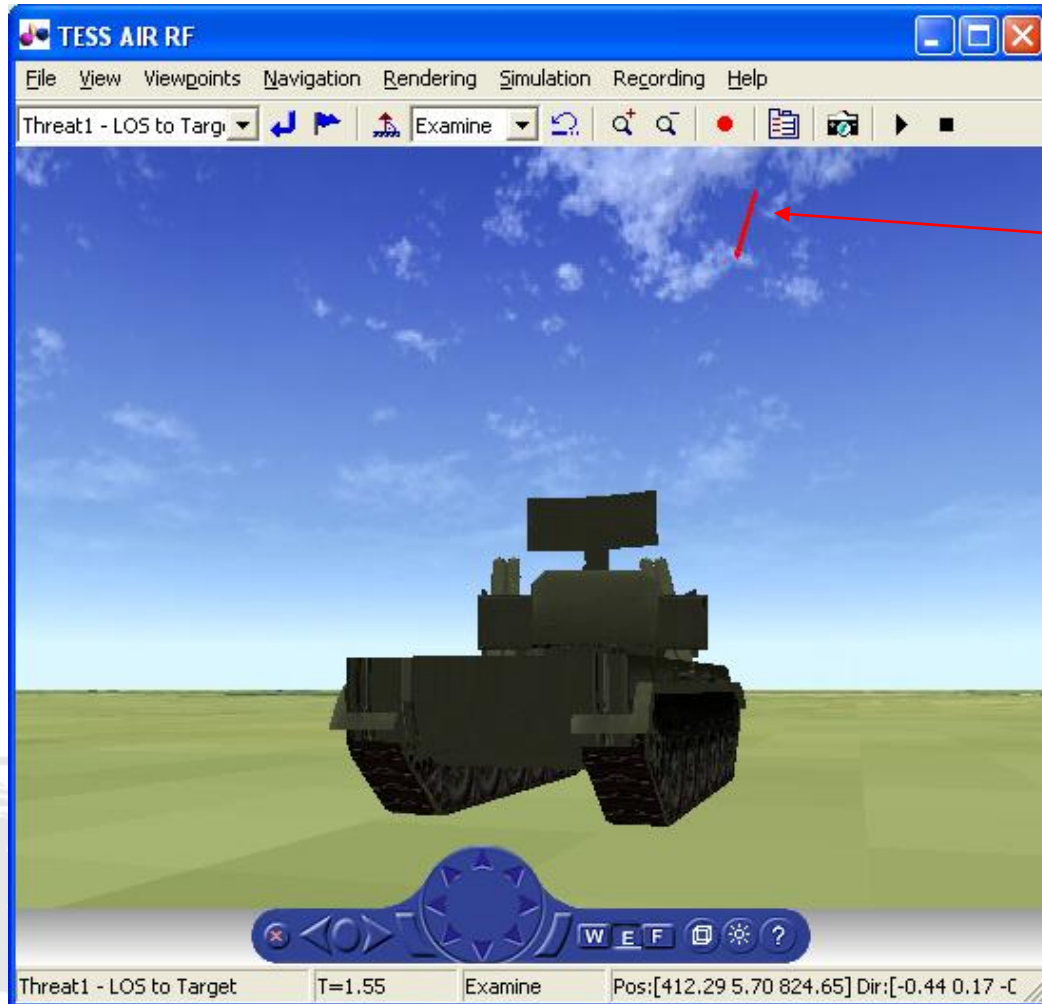 TESS AIR RF
File View Viewpoints Navigation Rendering Simulation Recording Help
Threat1 - LOS to Targ Examine
W E F ?
Threat1 - LOS to Target T=1.55 Examine Pos:[412.29 5.70 824.65] Dir:[-0.44 0.17 -0